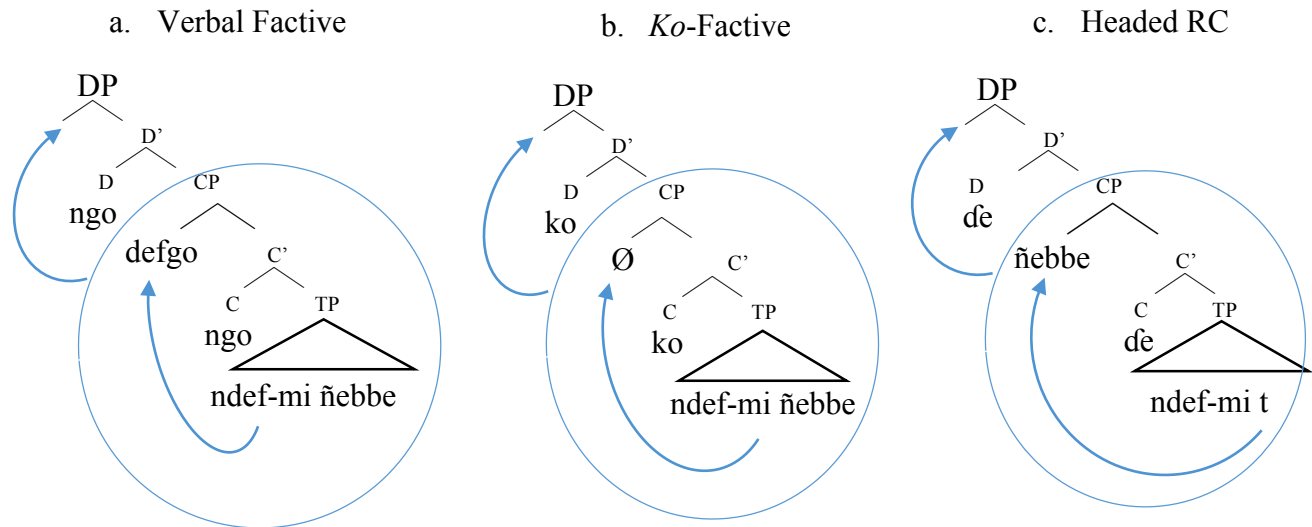 a. Verbal Factive
DP
D’
D
CP
ngo
defgo
C’
C
TP
ngo
ndef-mi ñebbe
b. Ko-Factive
DP
D’
D
CP
ko
Ø
C’
C
TP
ko
ndef-mi ñebbe
c. Headed RC
DP
D’
D
CP
ɗe
ñebbe
C’
C
TP
ɗe
ndef-mi t